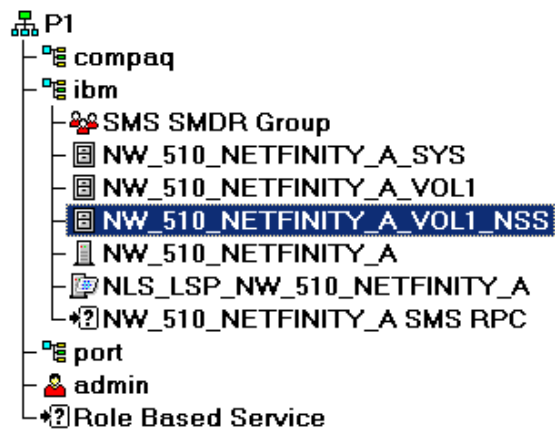 P1
compaq
ibm
SMS SMDR Group
NW_510_NETFINITY_A_SYS
NW_510_NETFINITY_A_VOL1
NW_510_NETFINITY_A_VOL1_NSS
NW_510_NETFINITY_A
NLS_LSP_NW_510_NETFINITY_A
NW_510_NETFINITY_A SMS RPC
port
admin
Role Based Service